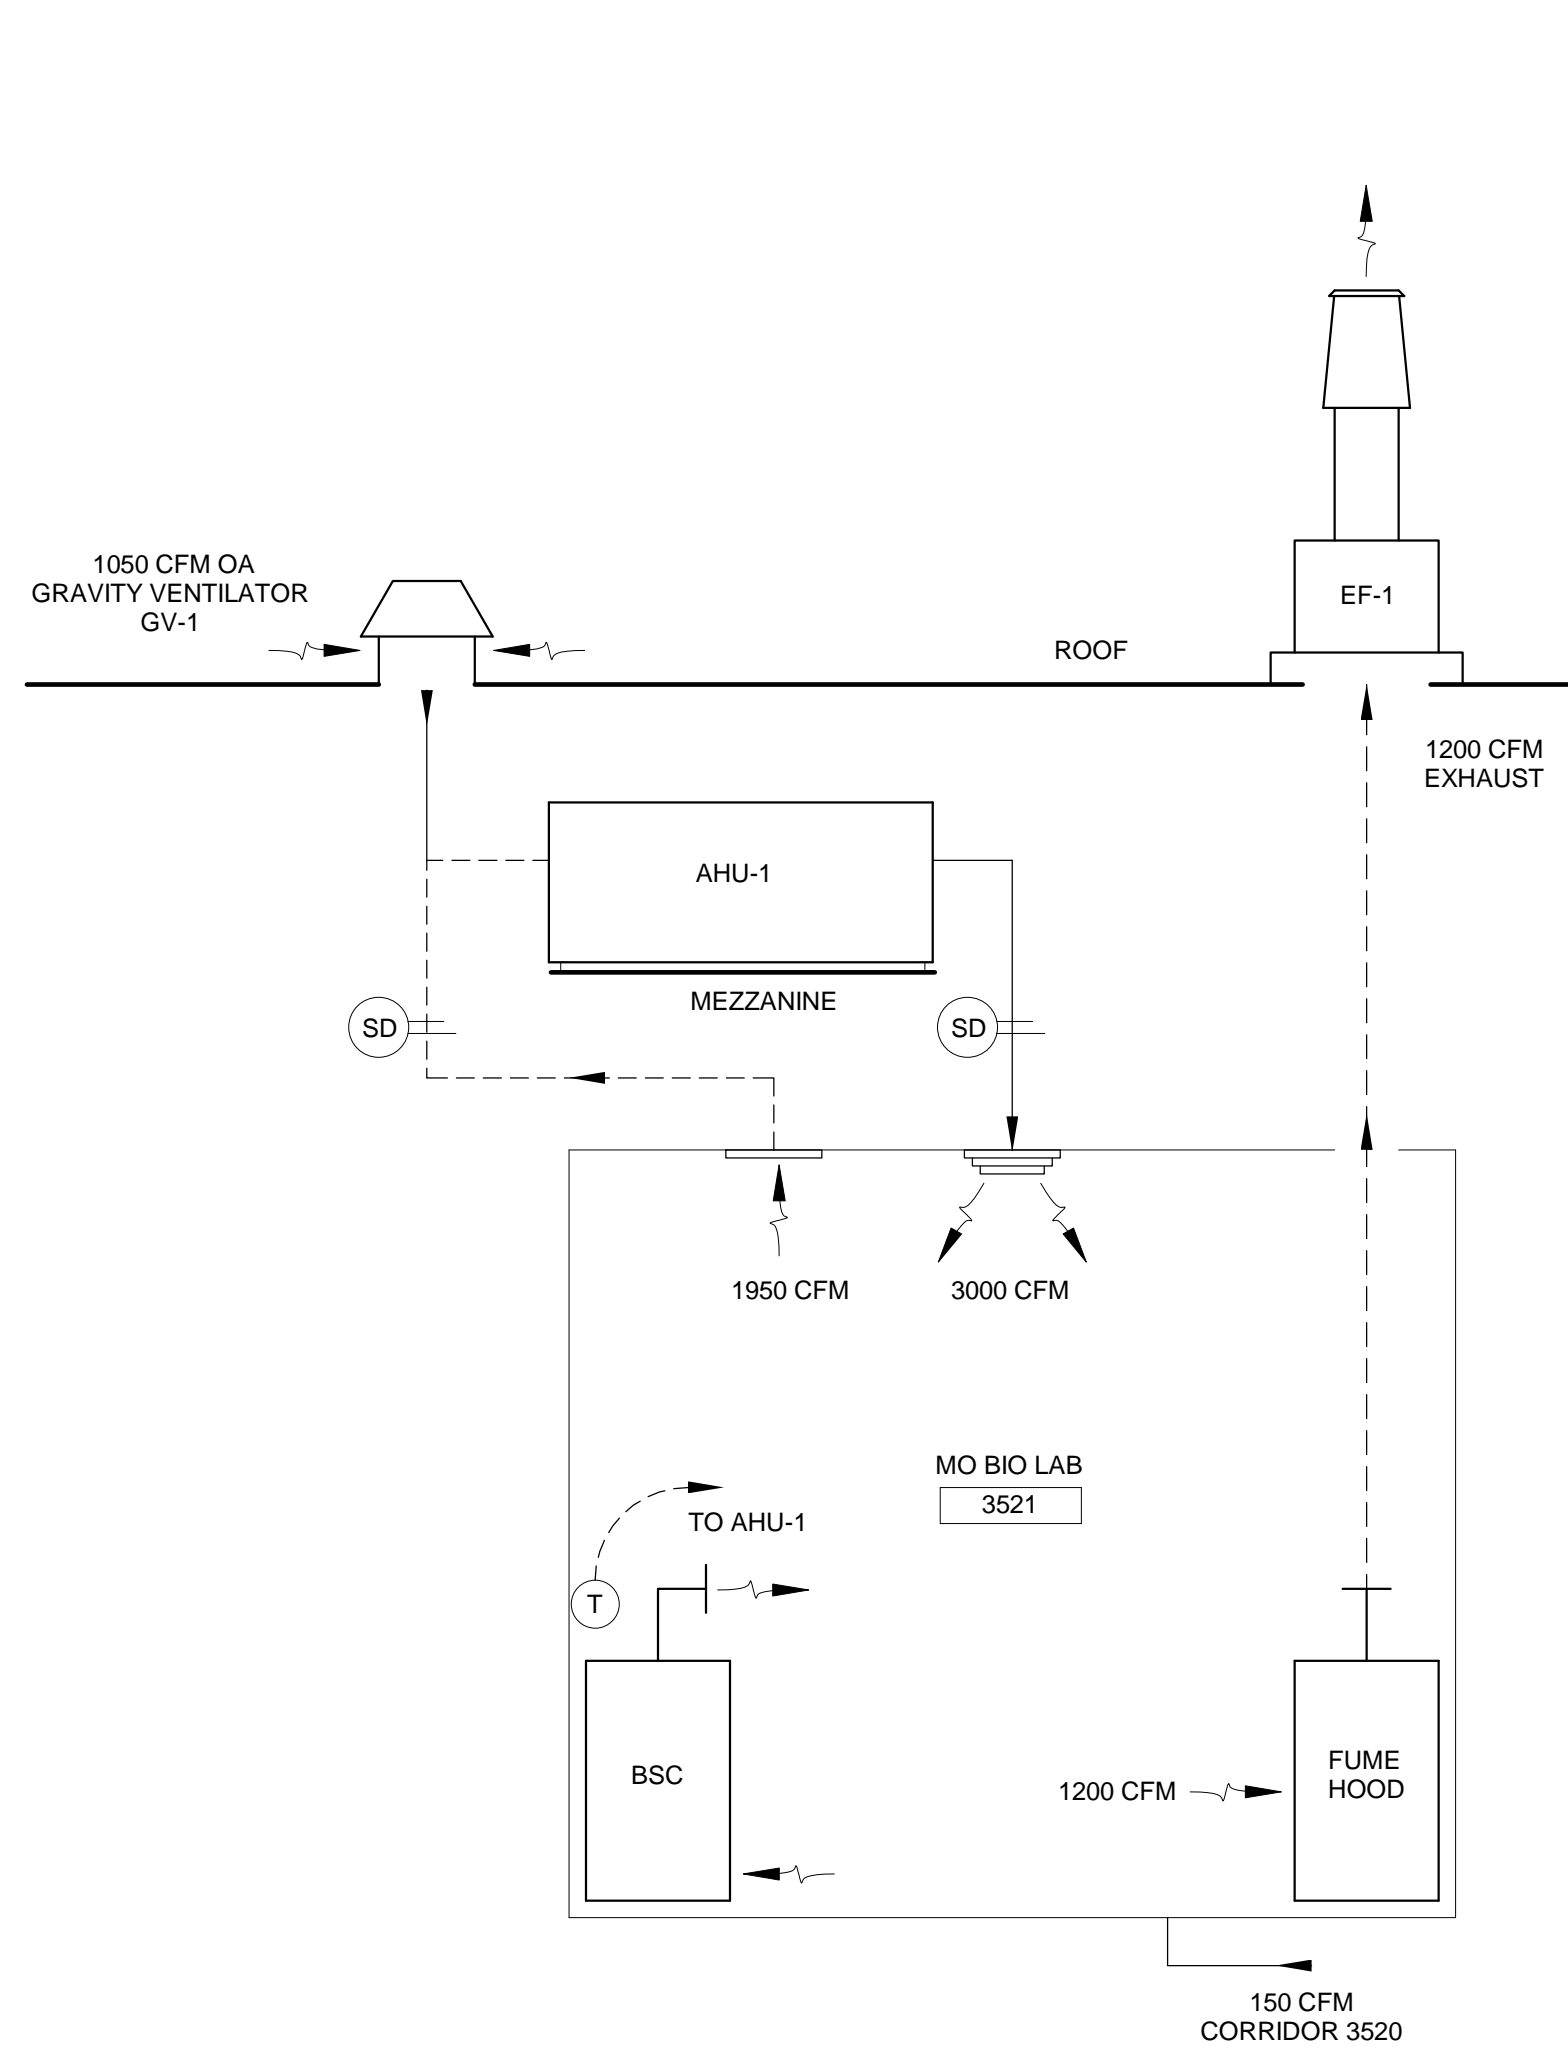 1050 CFM OA
GRAVITY VENTILATOR
GV-1
EF-1
ROOF
1200 CFM
EXHAUST
AHU-1
MEZZANINE
SD
SD
1950 CFM
3000 CFM
MO BIO LAB
3521
TO AHU-1
T
BSC
1200 CFM
FUME
HOOD
150 CFM
CORRIDOR 3520